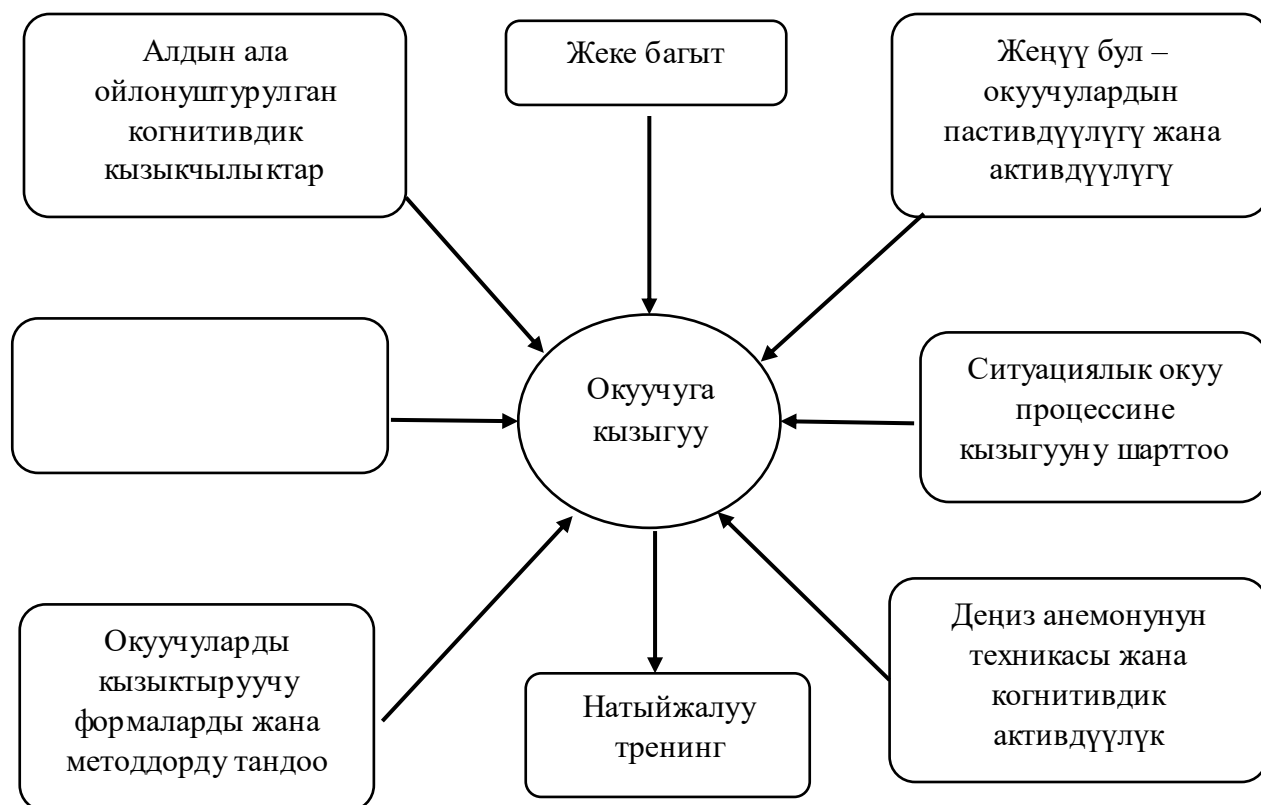 Алдын ала
ойлонуштурулган
когнитивдик
кызыкчылыктар
Жеке багыт
Жеңүү бул –
окуучулардын
пастивдүүлүгү жана
активдүүлүгү
Окуучуга
кызыгуу
Ситуациялык окуу
процессине
кызыгууну шарттоо
Окуучуларды
кызыктыруучу
формаларды жана
методдорду тандоо
Натыйжалуу
тренинг
Деңиз анемонунун
техникасы жана
когнитивдик
активдүүлүк